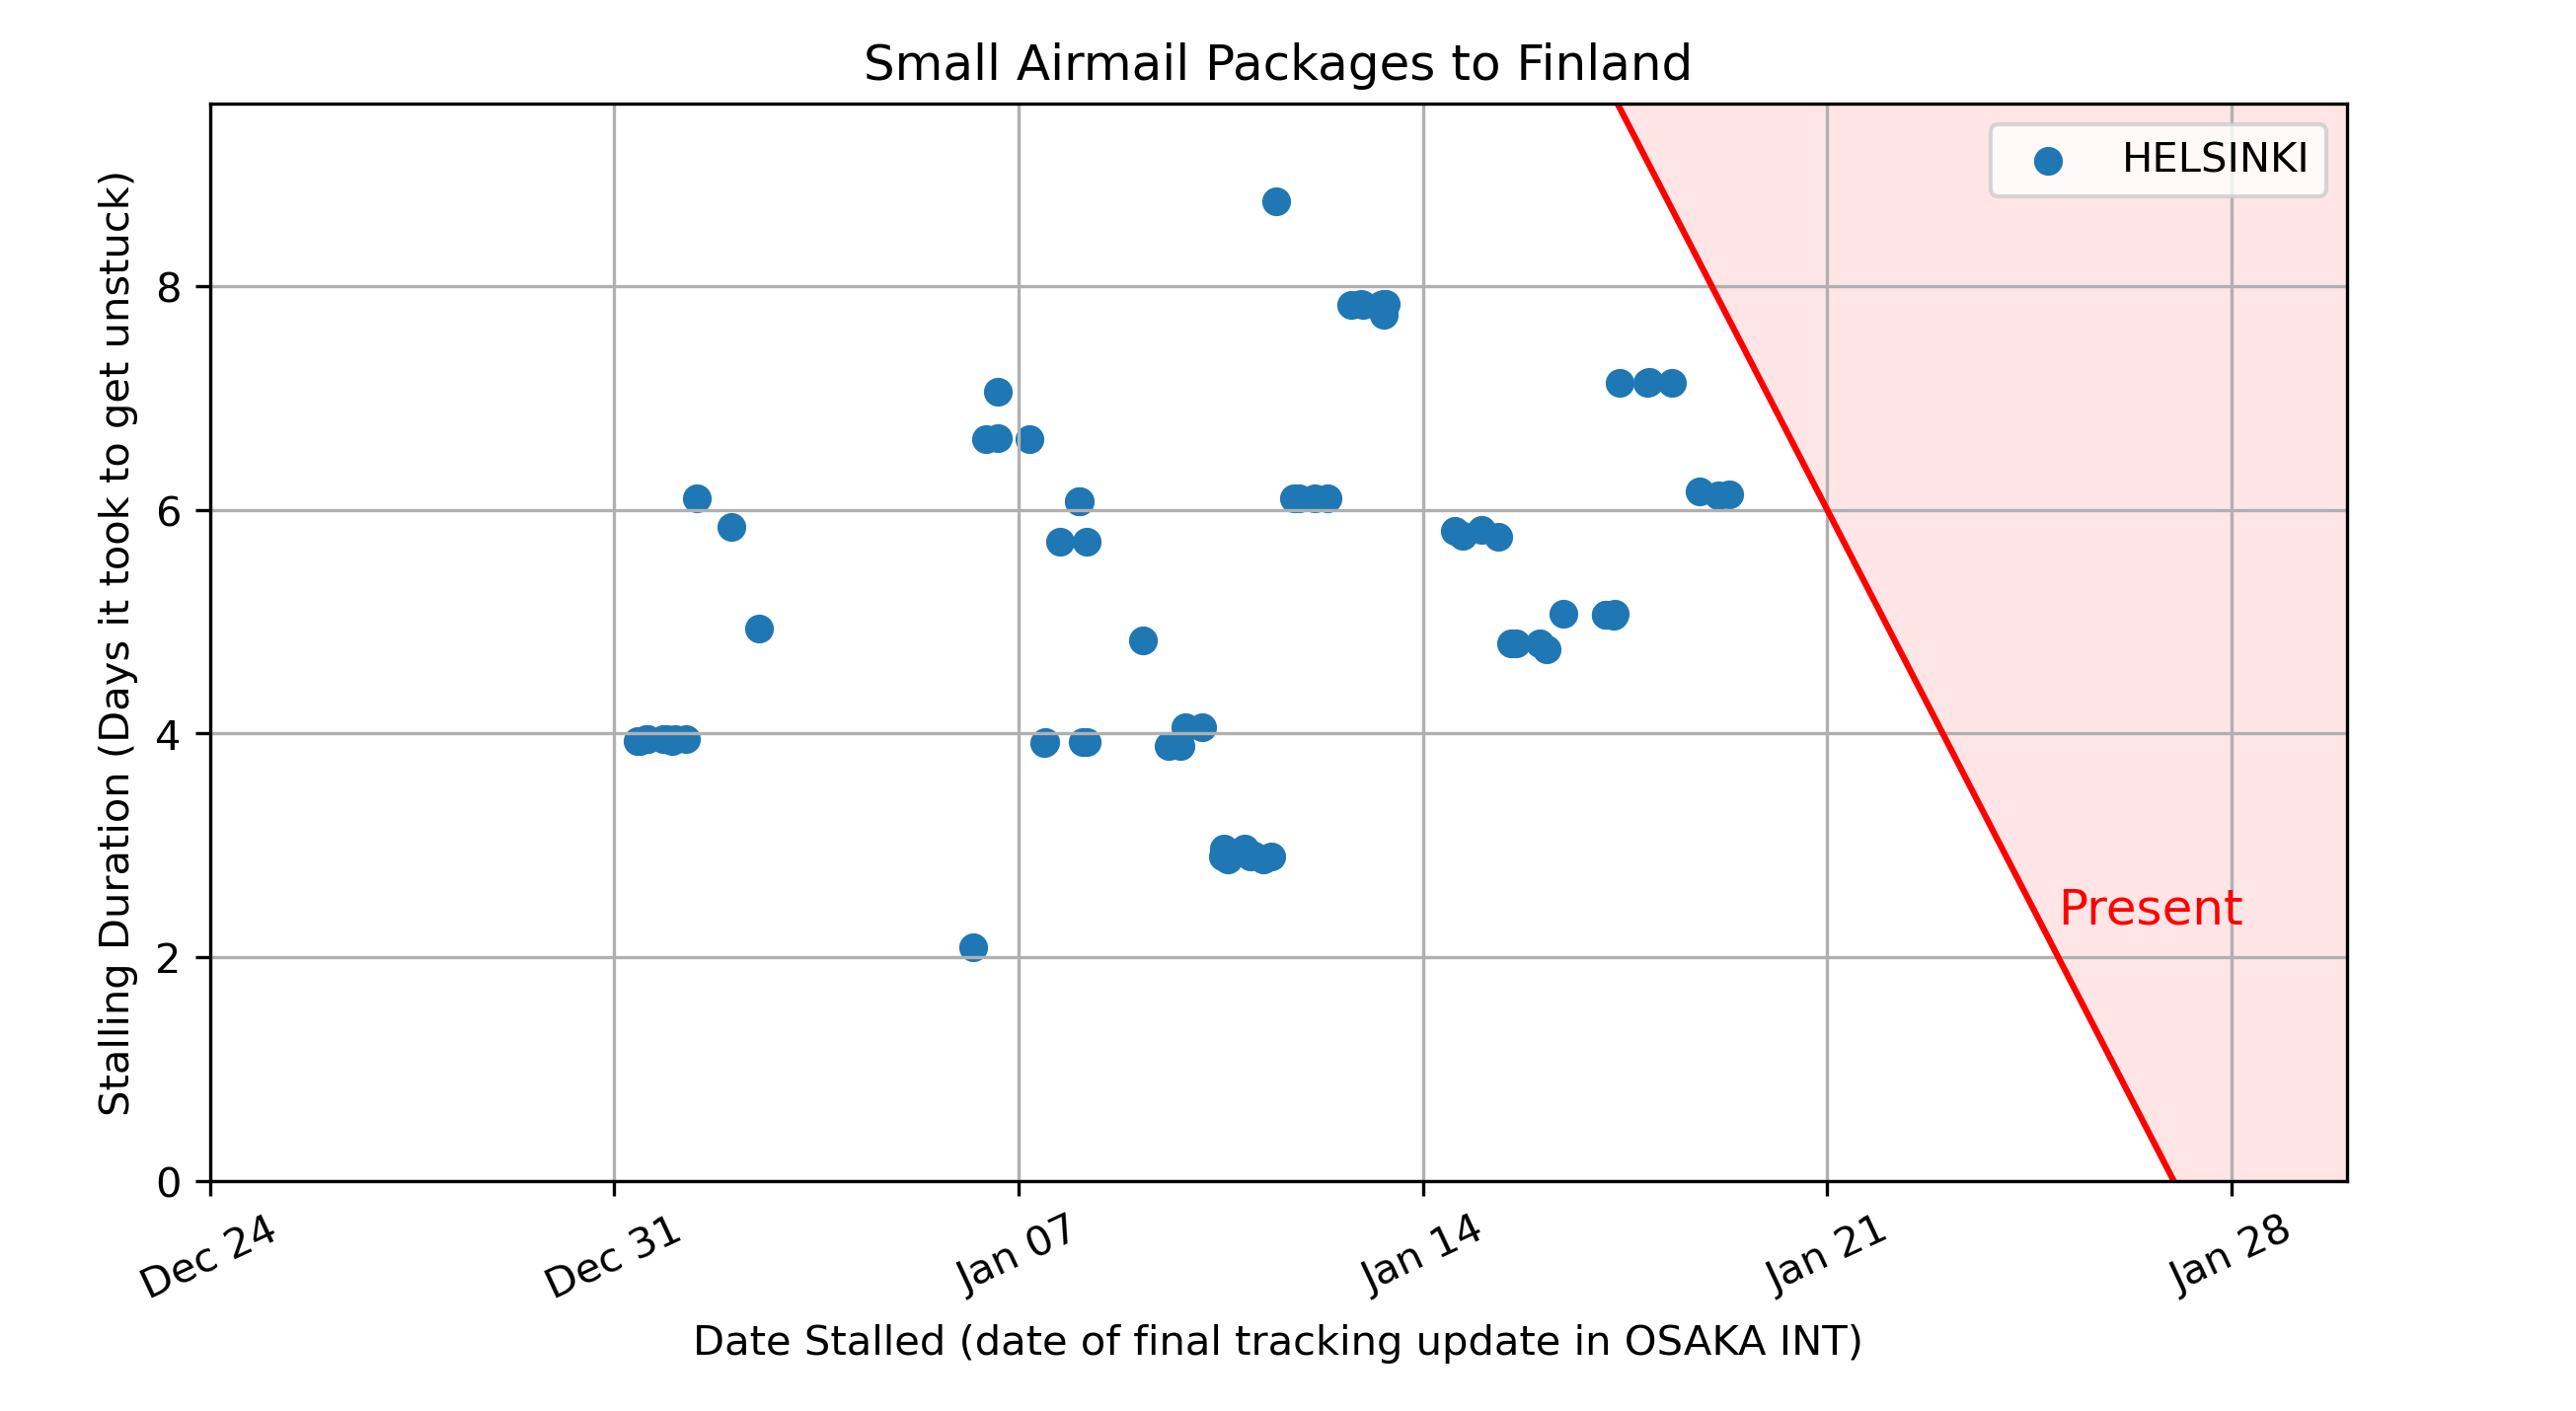 Small Airmail Packages to Finland
HELSINKI
Stalling Duration (Days it took to get unstuck)
8
6
4
2
0
Present
Dec 24
Dec 31
Jan 07
Jan 14
Jan 21
Jan 28
Date Stalled (date of final tracking update in OSAKA INT)